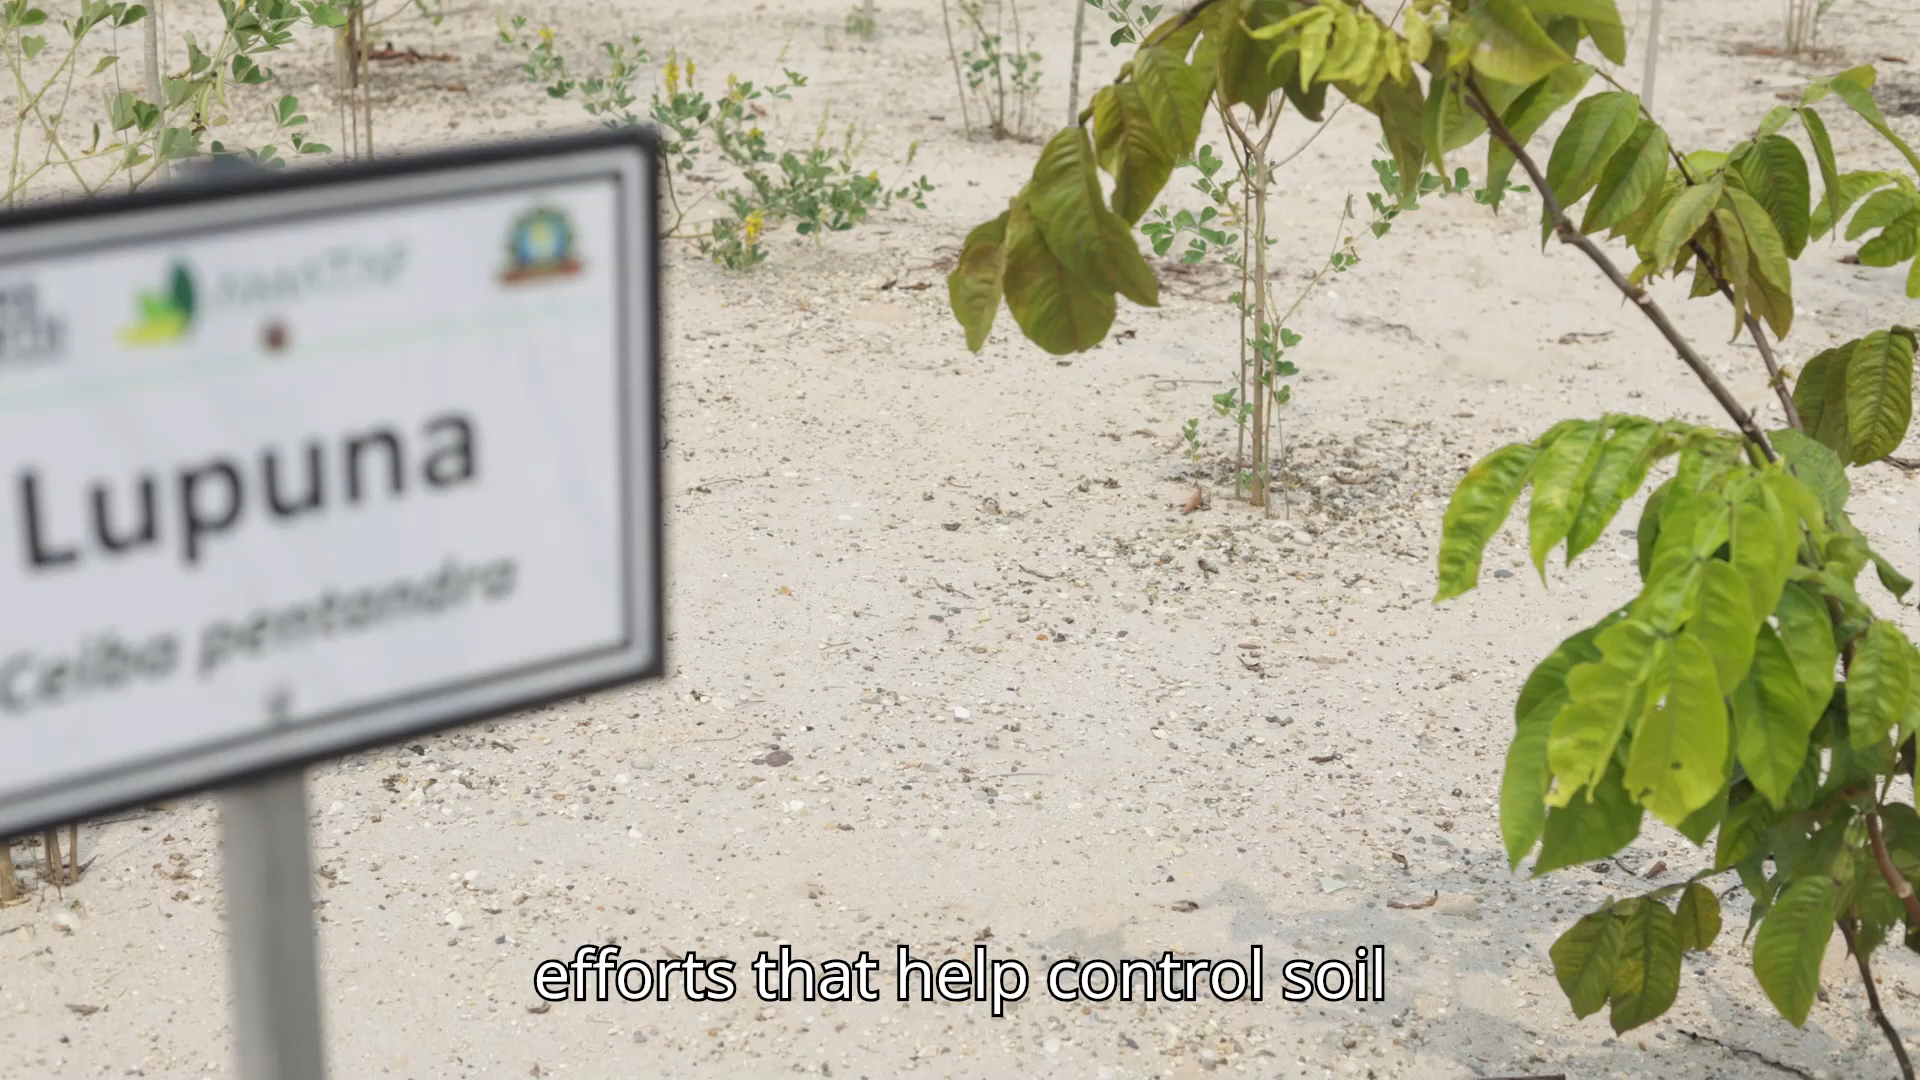 Lupuna
Ceiba pentandra
efforts that help control soil